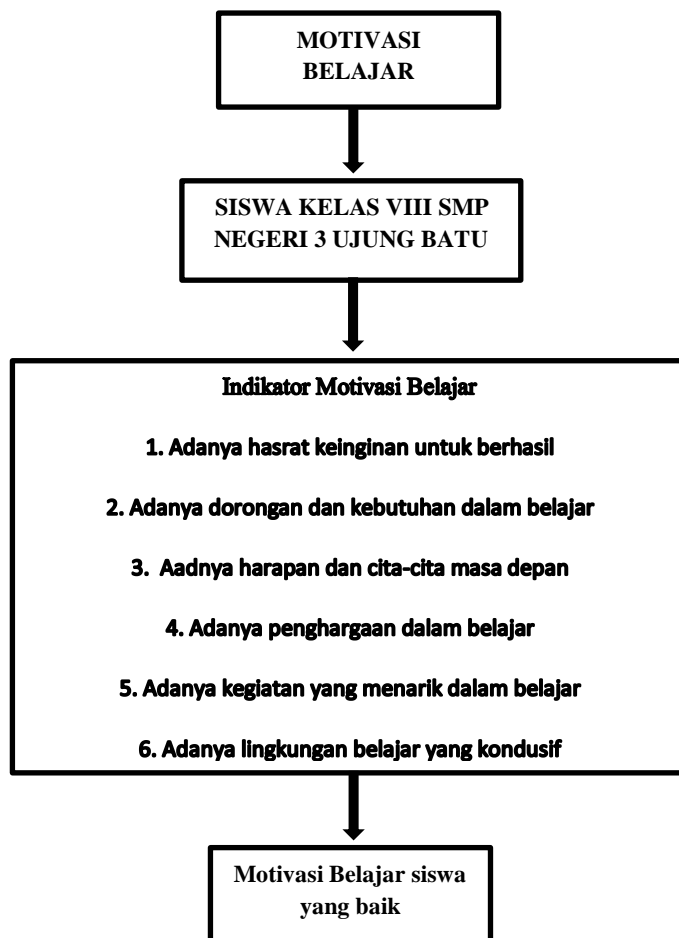 MOTIVASI
BELAJAR
SISWA KELAS VIII SMP
NEGERI 3 UJUNG BATU
Indikator Motivasi Belajar
1. Adanya hasrat keinginan untuk berhasil
2. Adanya dorongan dan kebutuhan dalam belajar
3. Aadnya harapan dan cita-cita masa depan
4. Adanya penghargaan dalam belajar
5. Adanya kegiatan yang menarik dalam belajar
6. Adanya lingkungan belajar yang kondusif
Motivasi Belajar siswa
yang baik